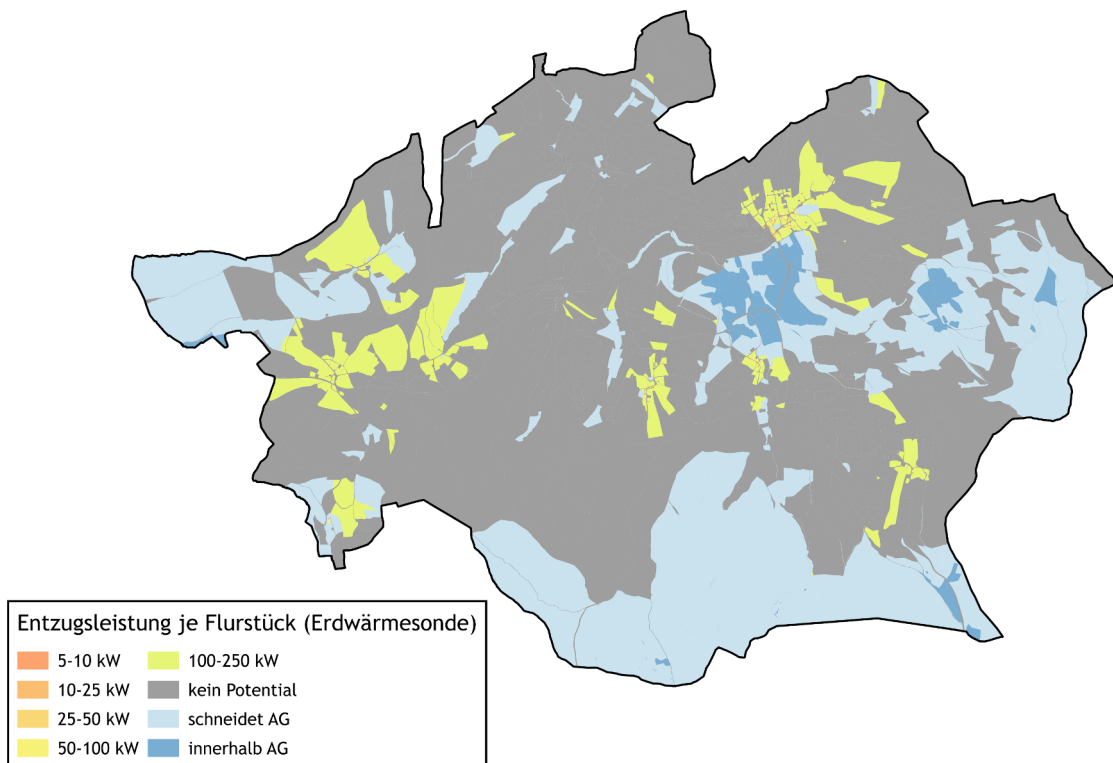 Entzugsleistung je Flurstück (Erdwärmesonde)
5-10 kW
10-25 kW
25-50 kW
50-100 kW
100-250 kW
kein Potential
schneidet AG
innerhalb AG